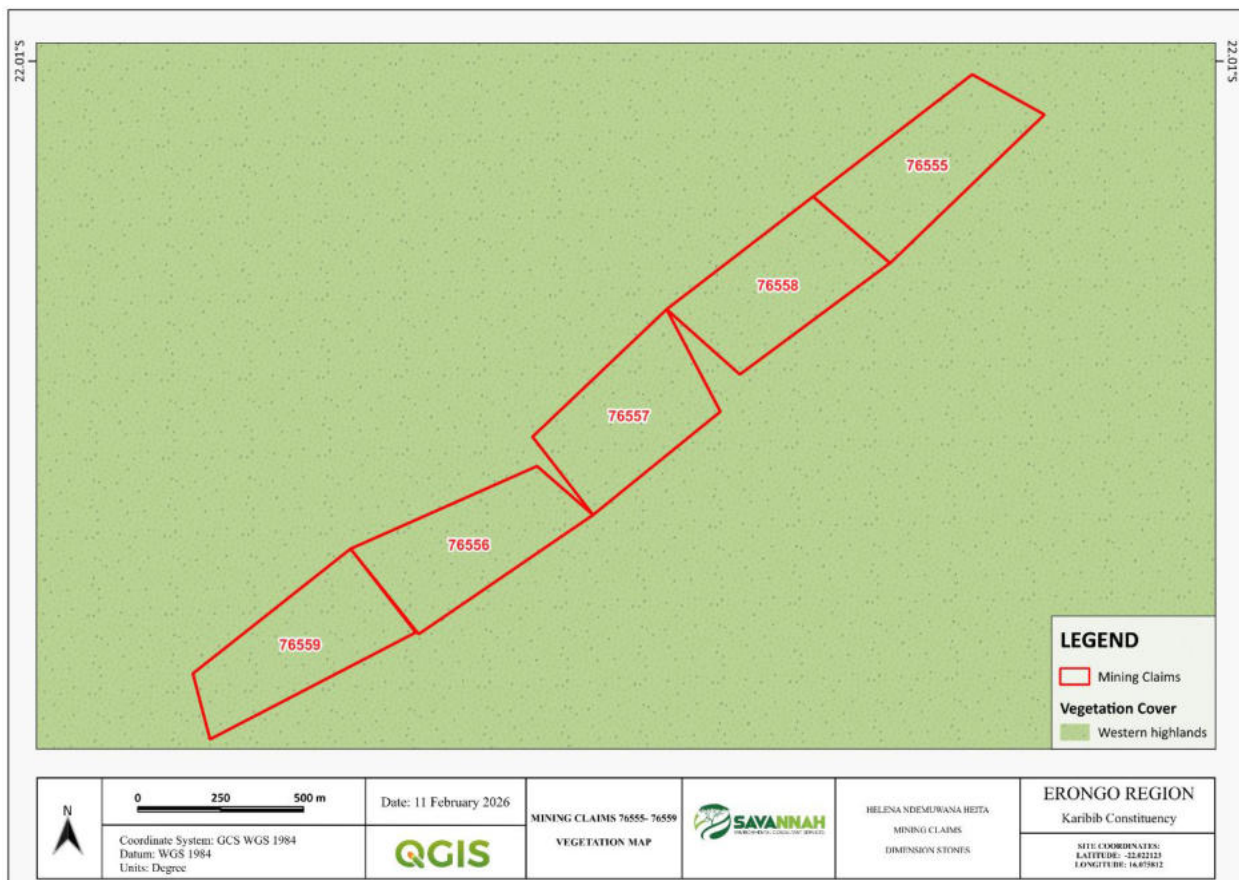 22.01°S
22.01°S
76555
76558
76557
76556
76559
LEGEND
Mining Claims
Vegetation Cover
Western highlands
N
0 250 500 m
Coordinate System: GCS WGS 1984
Datum: WGS 1984
Units: Degree
Date: 11 February 2026
QGIS
MINING CLAIMS 76555- 76559
VEGETATION MAP
SAVANNAH
ENVIRONMENTAL CONSULTANT SERVICES
HELENA NDEMUWANA HEITA
MINING CLAIMS
DIMENSION STONES
ERONGO REGION
Karibib Constituency
SITE COORDINATES:
LATITUDE: -22.022123
LONGITUDE: 16.075812